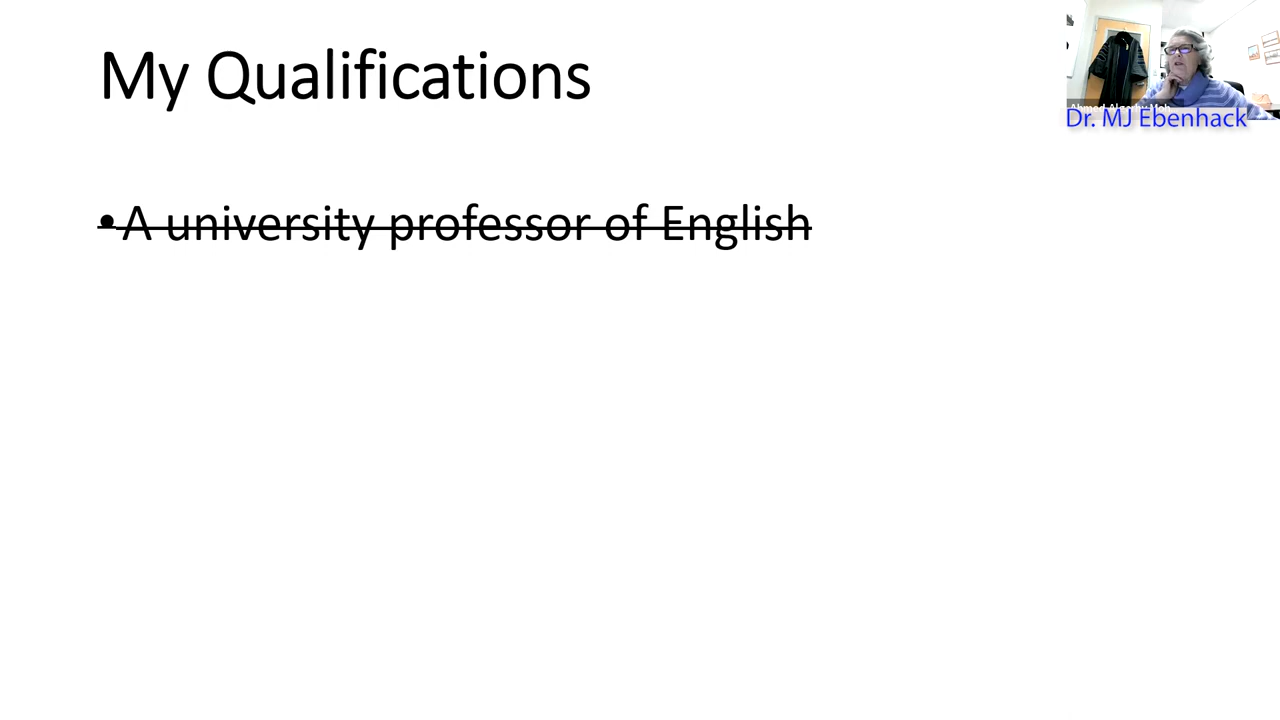 My Qualifications
• A university professor of English
Dr. MJ Ebenhack